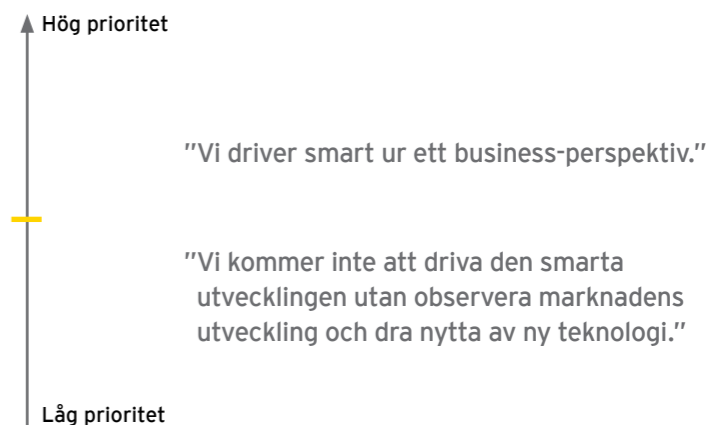 Hög prioritet
”Vi driver smart ur ett business-perspektiv.”
”Vi kommer inte att driva den smarta
utvecklingen utan observera marknadens
utveckling och dra nytta av ny teknologi.”
Låg prioritet